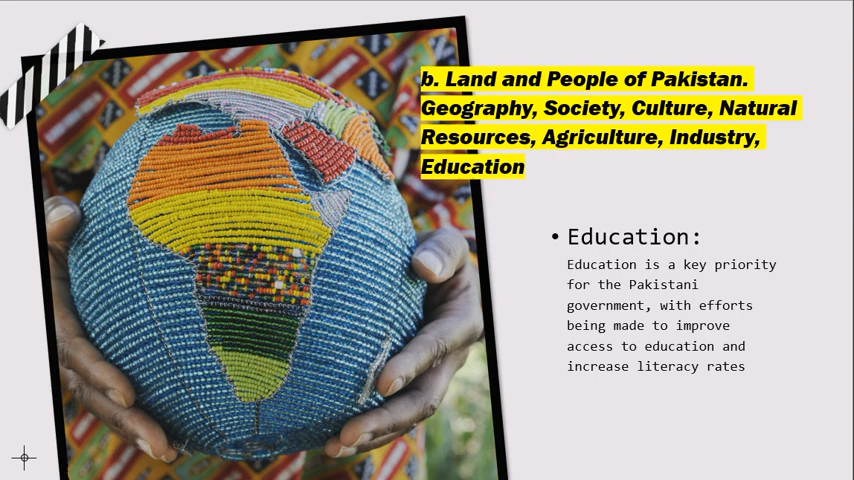 b. Land and People of Pakistan.
Geography, Society, Culture, Natural
Resources, Agriculture, Industry,
Education
• Education:
Education is a key priority
for the Pakistani
government, with efforts
being made to improve
access to education and
increase literacy rates